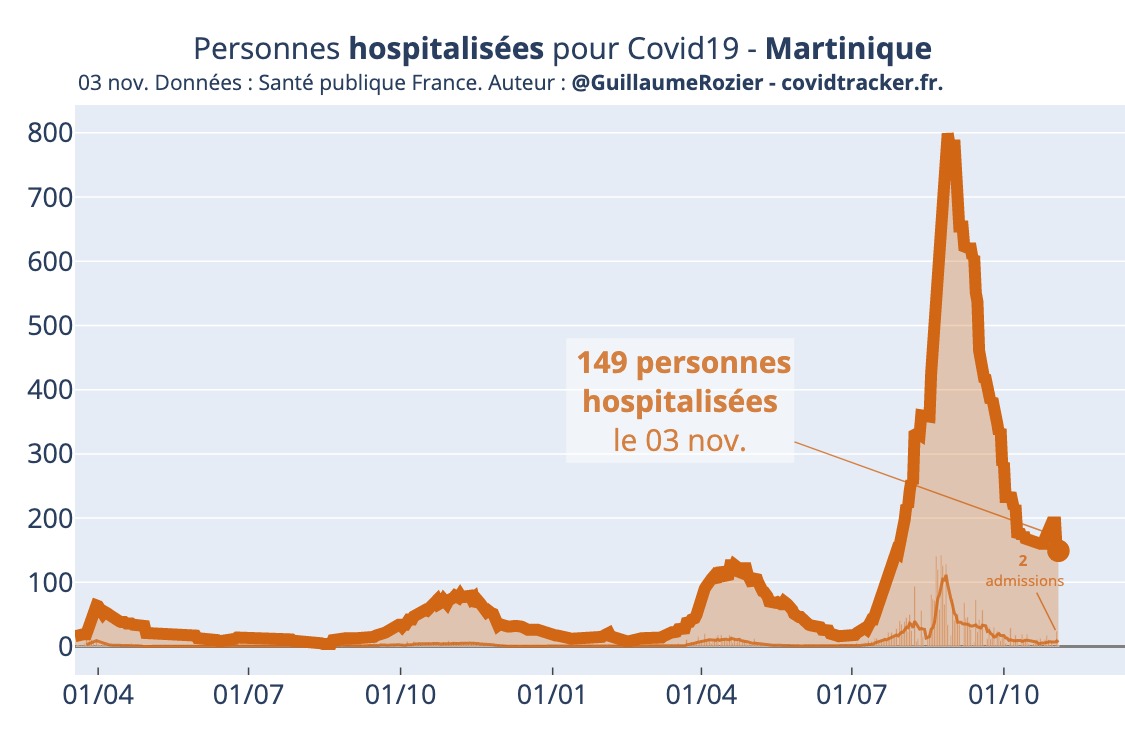 Personnes hospitalisées pour Covid19 - Martinique
03 nov. Données : Santé publique France. Auteur : @GuillaumeRozier - covidtracker.fr.
800
700
600
500
400
300
200
100
0
149 personnes
hospitalisées
le 03 nov.
2
admissions
01/04
01/07
01/10
01/01
01/04
01/07
01/10